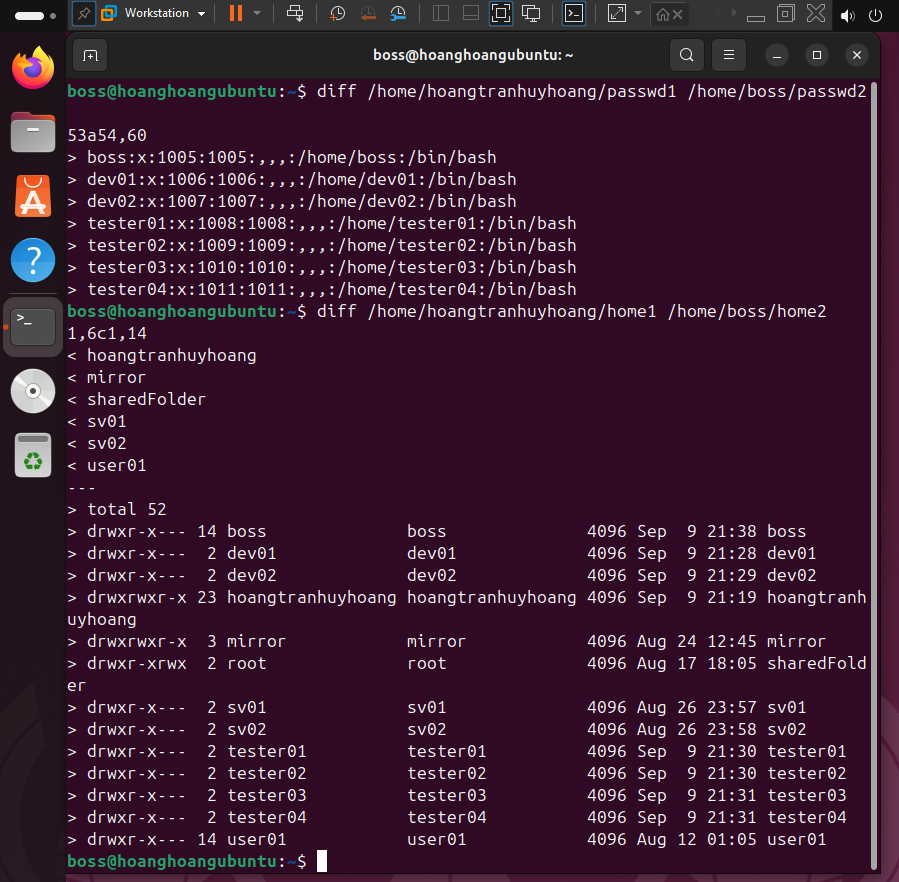 Workstation
boss@hoanghoangubuntu: ~
boss@hoanghoangubuntu:~$ diff /home/hoangtranhuyhoang/passwd1 /home/boss/passwd2
53a54,60
> boss:x:1005:1005:,,,:/home/boss:/bin/bash
> dev01:x:1006:1006:,,,:/home/dev01:/bin/bash
> dev02:x:1007:1007:,,,:/home/dev02:/bin/bash
> tester01:x:1008:1008:,,,:/home/tester01:/bin/bash
> tester02:x:1009:1009:,,,:/home/tester02:/bin/bash
> tester03:x:1010:1010:,,,:/home/tester03:/bin/bash
> tester04:x:1011:1011:,,,:/home/tester04:/bin/bash
boss@hoanghoangubuntu:~$ diff /home/hoangtranhuyhoang/home1 /home/boss/home2
1,6c1,14
< hoangtranhuyhoang
< mirror
< sharedFolder
< sv01
< sv02
< user01
---
> total 52
> drwxr-x--- 14 boss              boss              4096 Sep  9 21:38 boss
> drwxr-x---  2 dev01             dev01             4096 Sep  9 21:28 dev01
> drwxr-x---  2 dev02             dev02             4096 Sep  9 21:29 dev02
> drwxrwxr-x 23 hoangtranhuyhoang hoangtranhuyhoang 4096 Sep  9 21:19 hoangtranh
uyhoang
> drwxrwxr-x  3 mirror            mirror            4096 Aug 24 12:45 mirror
> drwxr-xrwx  2 root              root              4096 Aug 17 18:05 sharedFold
er
> drwxr-x---  2 sv01              sv01              4096 Aug 26 23:57 sv01
> drwxr-x---  2 sv02              sv02              4096 Aug 26 23:58 sv02
> drwxr-x---  2 tester01          tester01          4096 Sep  9 21:30 tester01
> drwxr-x---  2 tester02          tester02          4096 Sep  9 21:30 tester02
> drwxr-x---  2 tester03          tester03          4096 Sep  9 21:31 tester03
> drwxr-x---  2 tester04          tester04          4096 Sep  9 21:31 tester04
> drwxr-x--- 14 user01            user01            4096 Aug 12 01:05 user01
boss@hoanghoangubuntu:~$